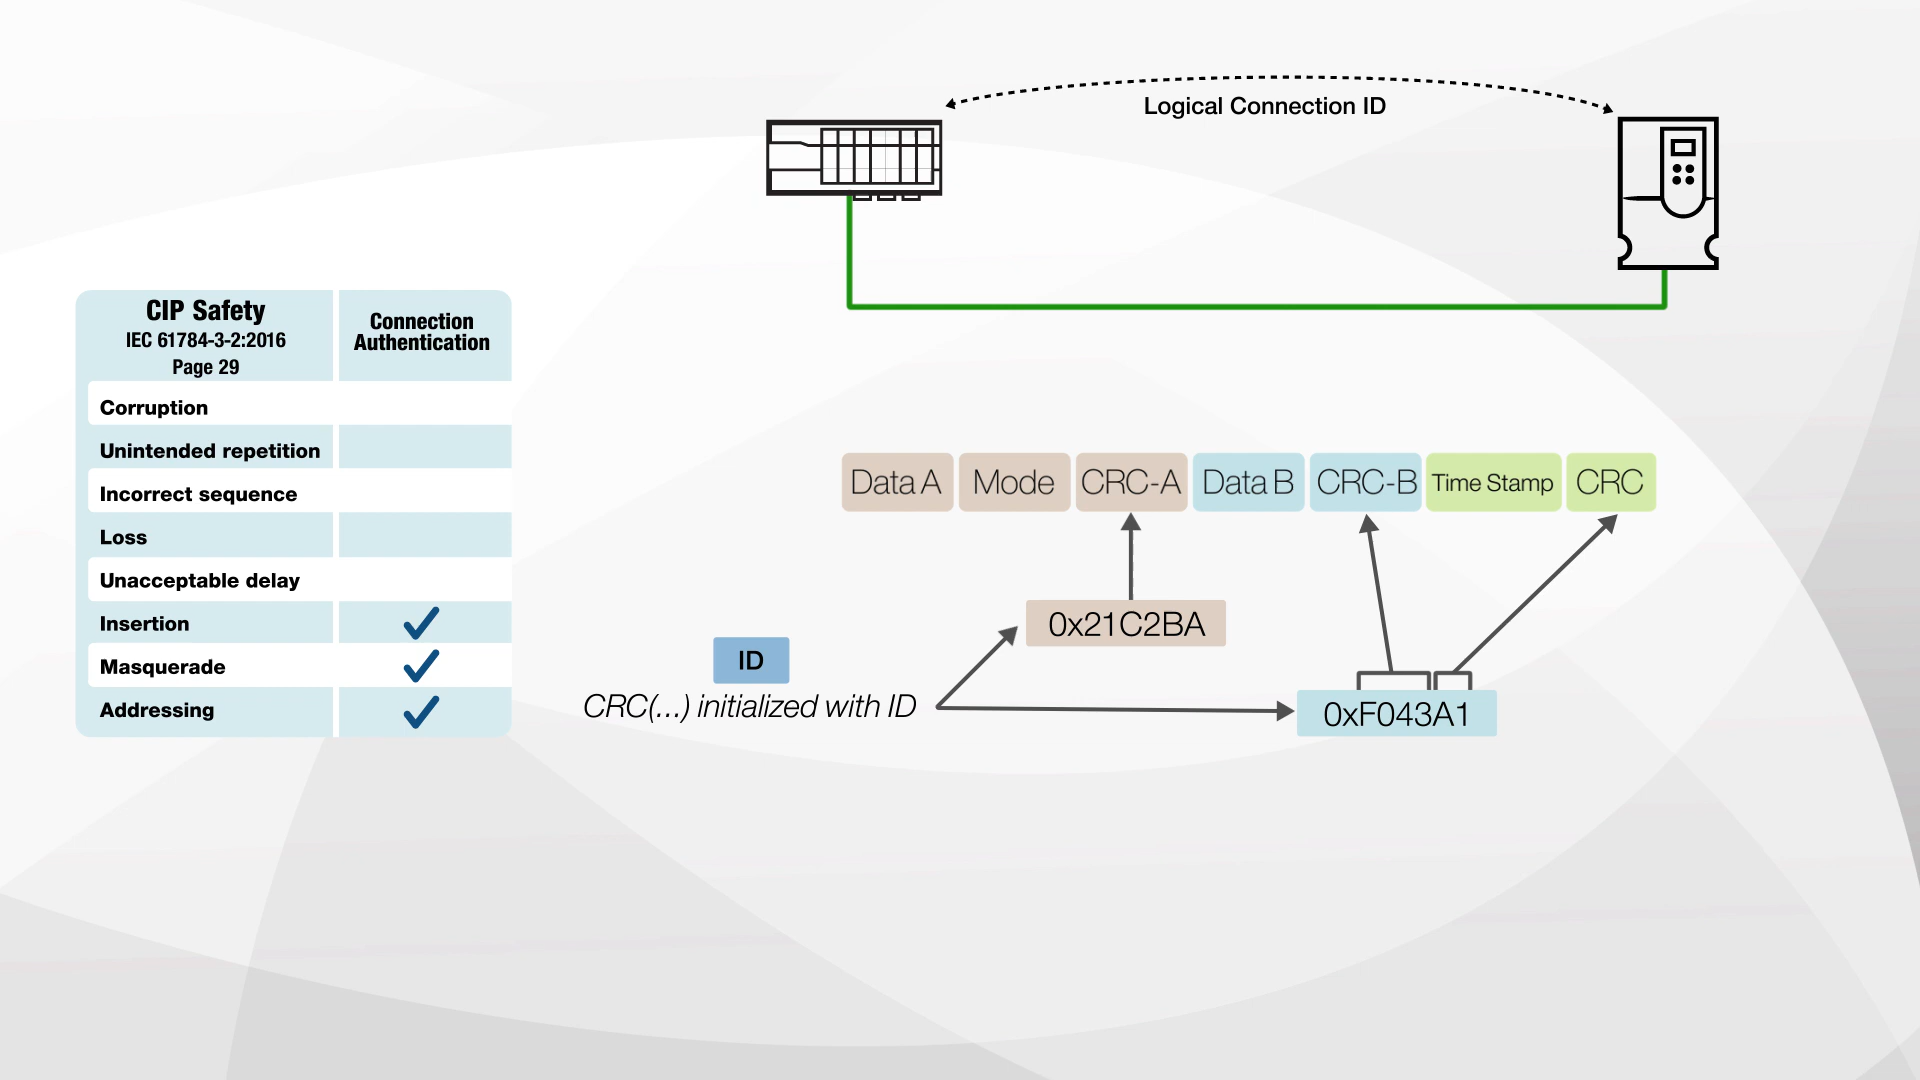 Logical Connection ID
CIP Safety
IEC 61784-3-2:2016
Page 29
Connection
Authentication
Corruption
Unintended repetition
Incorrect sequence
Loss
Unacceptable delay
Insertion
Masquerade
Addressing
Data A Mode CRC-A Data B CRC-B Time Stamp CRC
0x21C2BA
ID
CRC(...) initialized with ID
0xF043A1